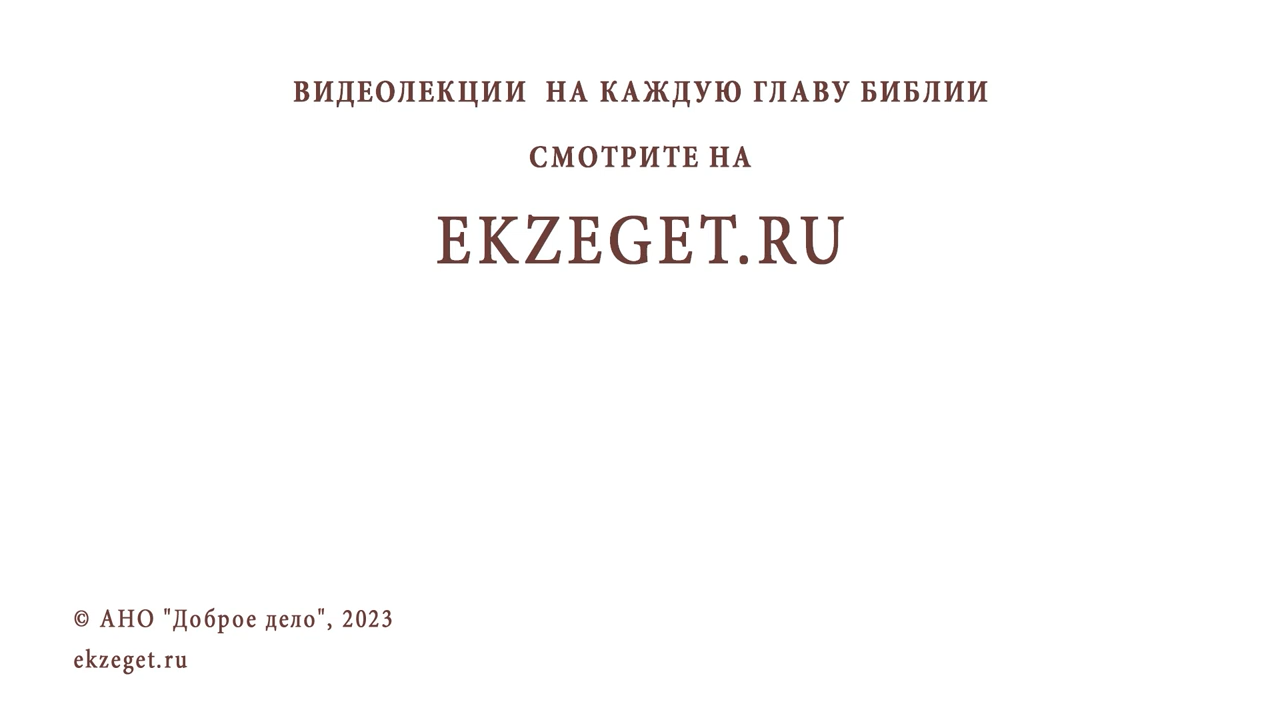 ВИДЕОЛЕКЦИИ НА КАЖДУЮ ГЛАВУ БИБЛИИ
СМОТРИТЕ НА
EKZEGET.RU
© АНО "Доброе дело", 2023
ekzeget.ru